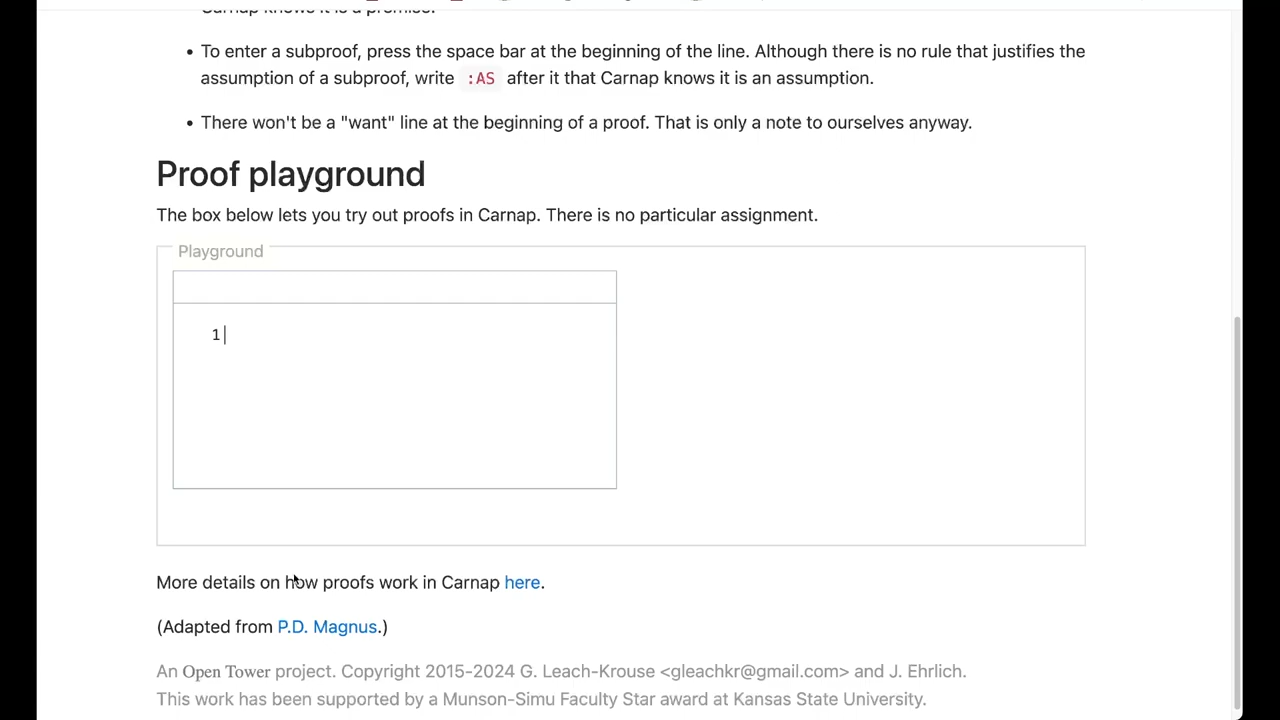 Carnap knows it is a promise.
• To enter a subproof, press the space bar at the beginning of the line. Although there is no rule that justifies the
assumption of a subproof, write :AS after it that Carnap knows it is an assumption.
• There won't be a "want" line at the beginning of a proof. That is only a note to ourselves anyway.
Proof playground
The box below lets you try out proofs in Carnap. There is no particular assignment.
Playground
1
More details on how proofs work in Carnap here.
(Adapted from P.D. Magnus.)
An Open Tower project. Copyright 2015-2024 G. Leach-Krouse <gleachkr@gmail.com> and J. Ehrlich.
This work has been supported by a Munson-Simu Faculty Star award at Kansas State University.